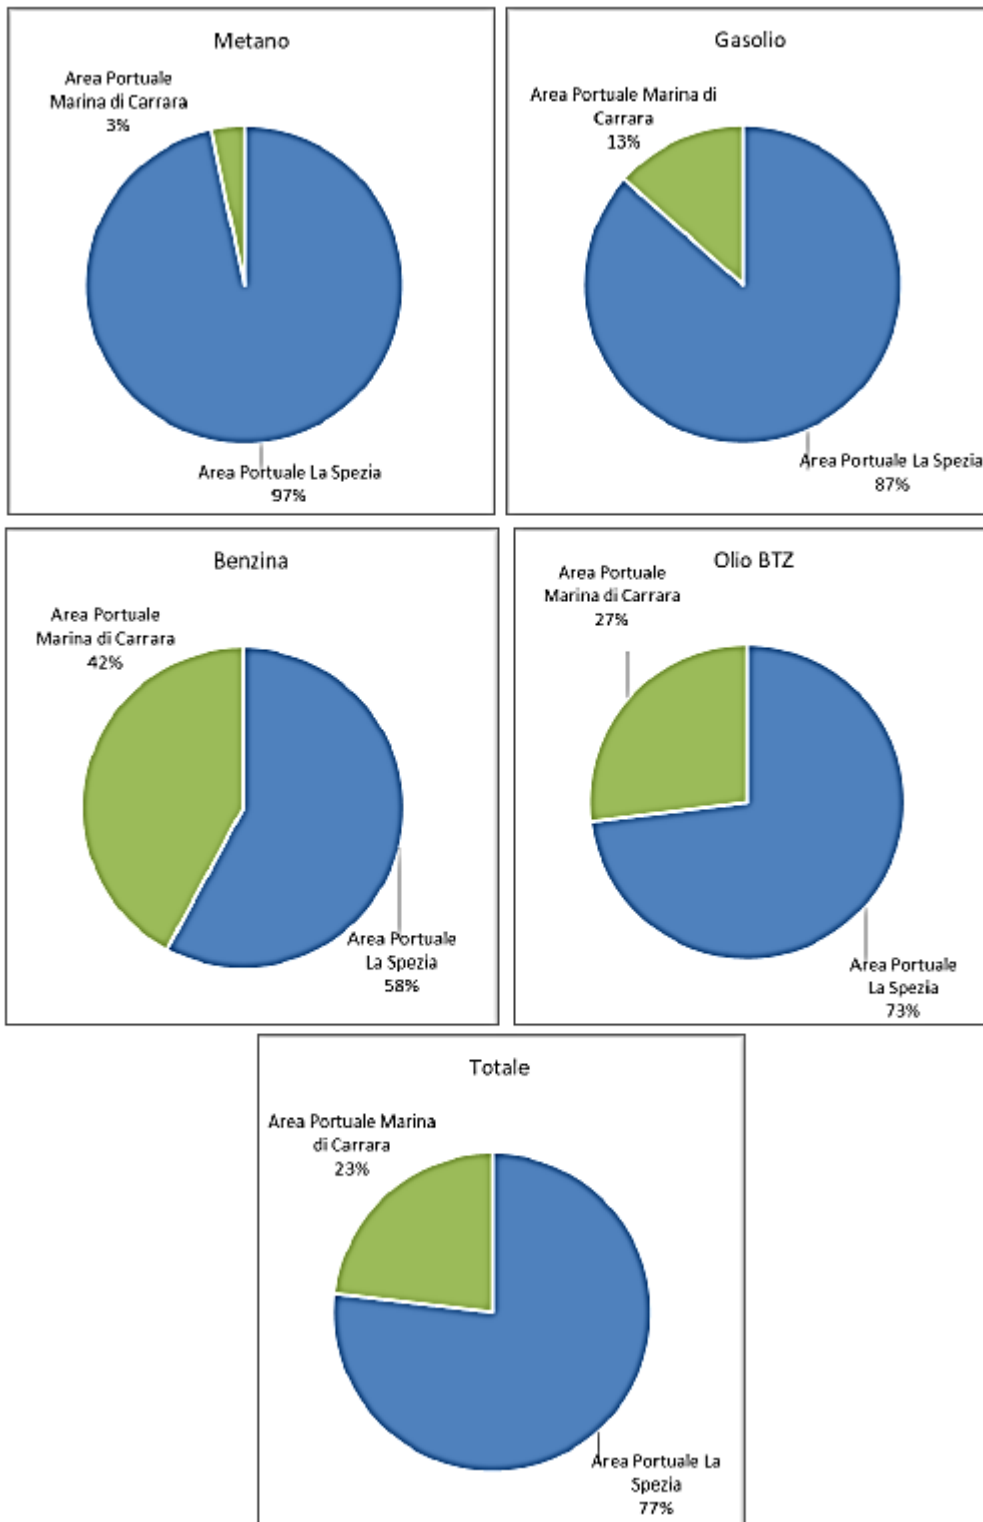 Metano
Area Portuale
Marina di Carrara
3%
Area Portuale La Spezia
97%
Gasolio
Area Portuale Marina di
Carrara
13%
Area Portuale La Spezia
87%
Benzina
Area Portuale
Marina di Carrara
42%
Area Portuale
La Spezia
58%
Olio BTZ
Area Portuale
Marina di Carrara
27%
Area Portuale
La Spezia
73%
Totale
Area Portuale Marina
di Carrara
23%
Area Portuale La
Spezia
77%